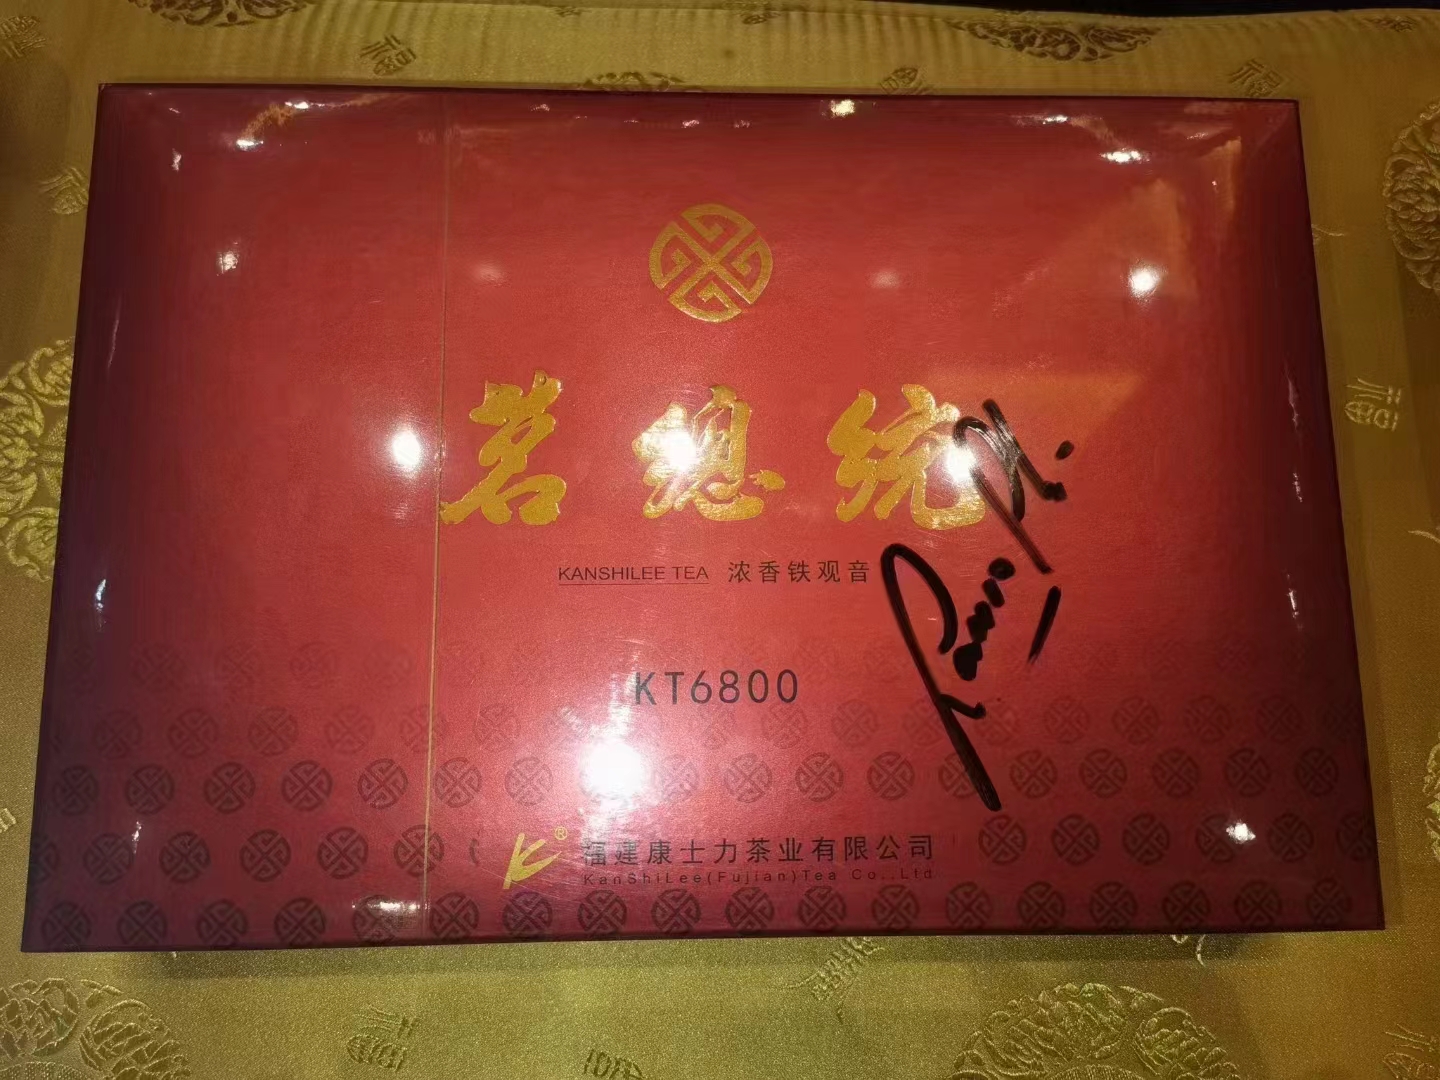 茗總统
KANSHILEE TEA 浓香铁观音
KT6800
K® 福建康士力茶业有限公司
KanShiLee(Fujian)Tea Co.,Ltd